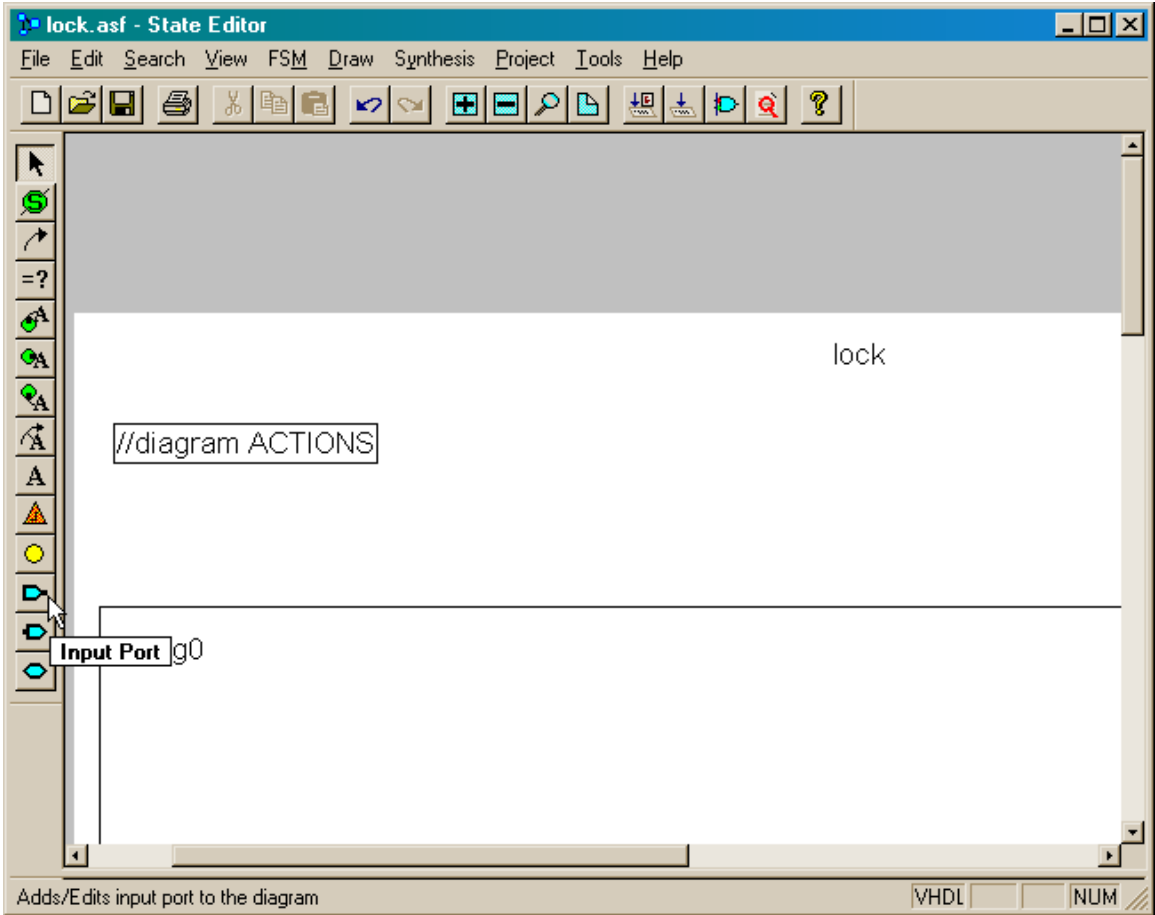 lock.asf - State Editor
File Edit Search View FSM Draw Synthesis Project Tools Help
S
=?
A
A
A
A
A
lock
//diagram ACTIONS
Input Port g0
Adds/Edits input port to the diagram VHDL NUM